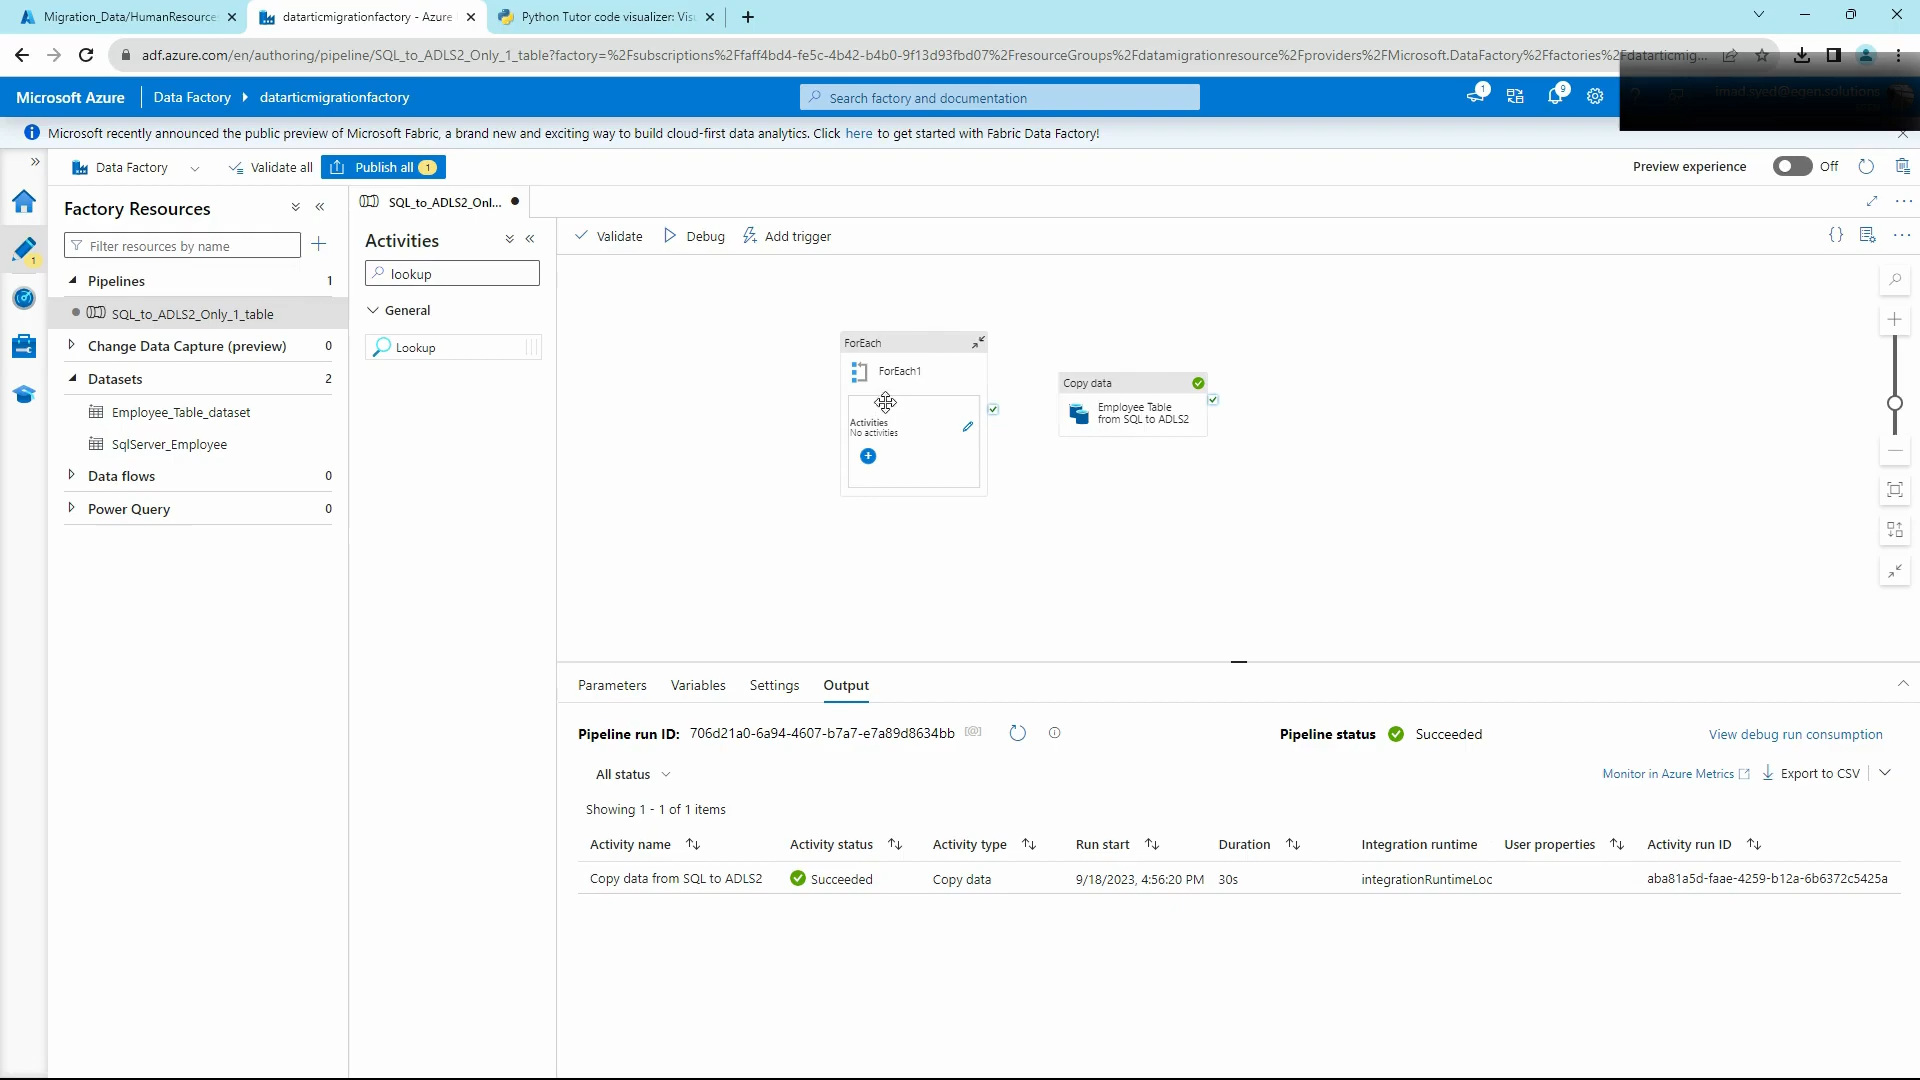 Migration_Data/HumanResource
datarticmigrationfactory - Azure
Python Tutor code visualizer: Vis
adf.azure.com/en/authoring/pipeline/SQL_to_ADLS2_Only_1_table?factory=%2Fsubscriptions%2Ffaff4bd4-fe5c-4b42-b4b0-9f13d93fbd07%2FresourceGroups%2Fdatamigrationresource%2Fproviders%2FMicrosoft.DataFactory%2Ffactories%2Fdatarticmig...
Microsoft Azure
Data Factory
datarticmigrationfactory
Search factory and documentation
1
9
imad.syed@egen.solutions
Microsoft recently announced the public preview of Microsoft Fabric, a brand new and exciting way to build cloud-first data analytics. Click here to get started with Fabric Data Factory!
Data Factory
Validate all
Publish all 1
Preview experience
Off
Factory Resources
SQL_to_ADLS2_Onl...
Activities
Validate
Debug
Add trigger
1
Filter resources by name
lookup
Pipelines 1
General
SQL_to_ADLS2_Only_1_table
Lookup
Change Data Capture (preview) 0
Datasets 2
Employee_Table_dataset
SqlServer_Employee
Data flows 0
Power Query 0
ForEach
ForEach1
Activities
No activities
Copy data
Employee Table
from SQL to ADLS2
Parameters
Variables
Settings
Output
Pipeline run ID: 706d21a0-6a94-4607-b7a7-e7a89d8634bb
Pipeline status Succeeded
View debug run consumption
All status
Monitor in Azure Metrics
Export to CSV
Showing 1 - 1 of 1 items
Activity name Activity status Activity type Run start Duration Integration runtime User properties Activity run ID
Copy data from SQL to ADLS2 Succeeded Copy data 9/18/2023, 4:56:20 PM 30s integrationRuntimeLoc aba81a5d-faae-4259-b12a-6b6372c5425a